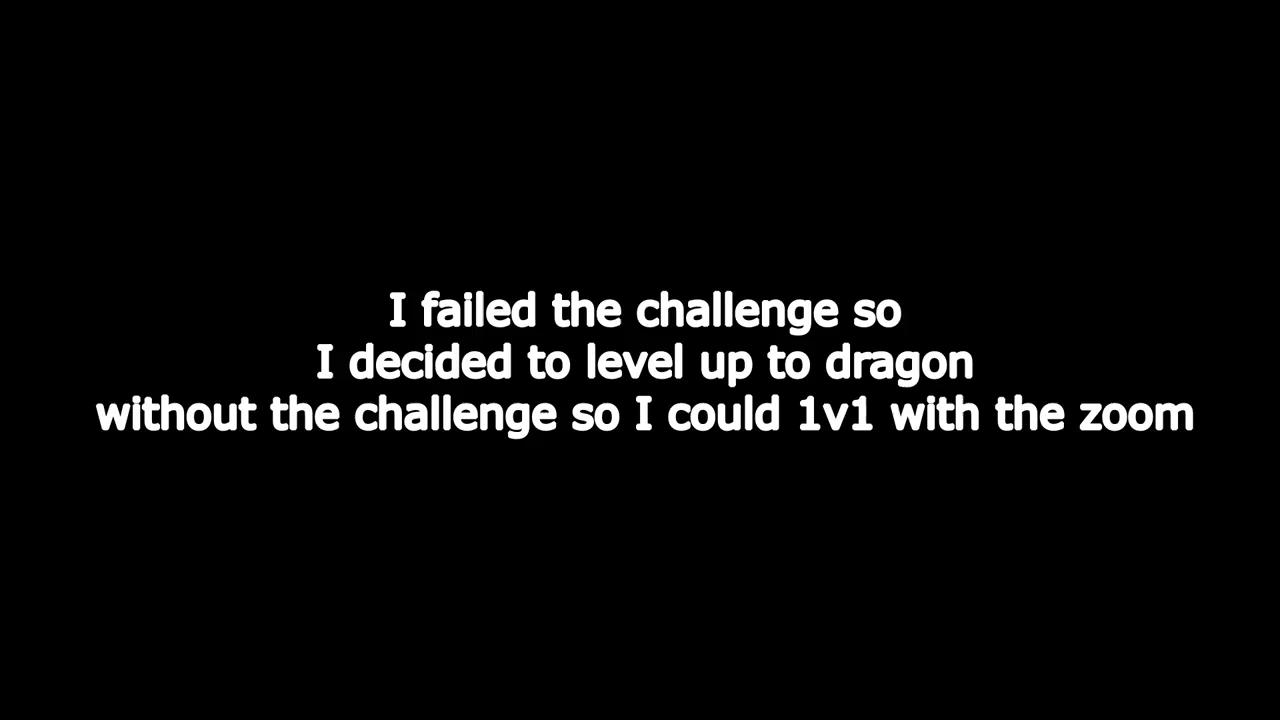 I failed the challenge so
I decided to level up to dragon
without the challenge so I could 1v1 with the zoom